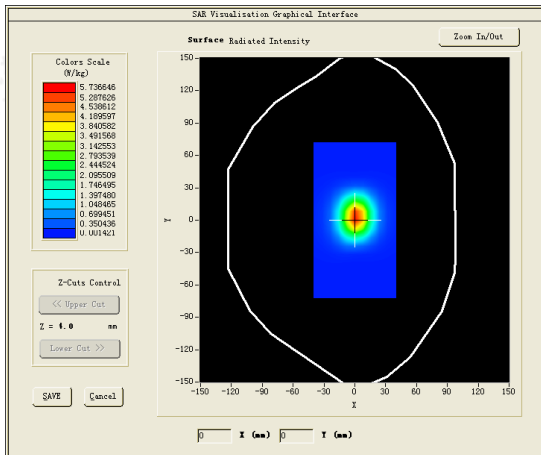 SAR Visualisation Graphical Interface
Surface Radiated Intensity
Zoom In/Out
Colors Scale
(W/kg)
5.736646
5.287626
4.538612
4.189597
3.840582
3.491568
3.142553
2.793539
2.444524
2.095509
1.746495
1.397480
1.048465
0.699451
0.350436
0.001421
150
120
90
60
30
0
-30
-60
-90
-120
-150
Y
-150 -120 -90 -60 -30 0 30 60 90 120 150
X
Z-Cuts Control
<< Upper Cut
Z = 4.0 mm
Lower Cut >>
SAVE
Cancel
0 X (mm) 0 Y (mm)